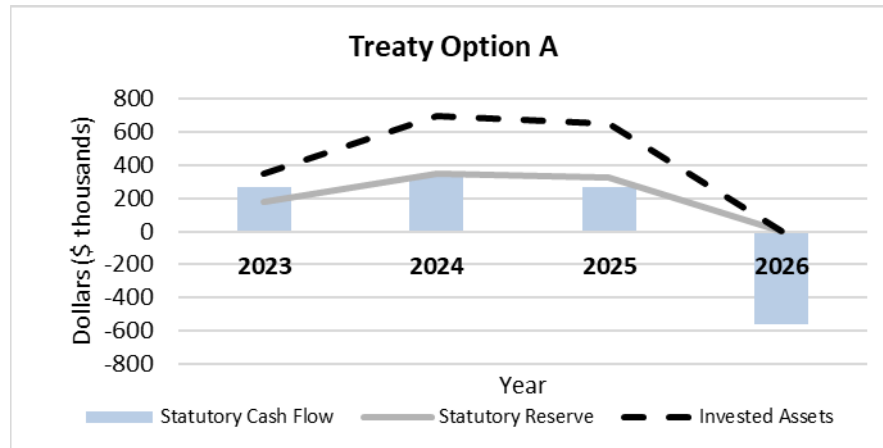 Treaty Option A
Dollars ($ thousands)
800
600
400
200
0
-200
-400
-600
-800
2023 2024 2025 2026
Year
Statutory Cash Flow Statutory Reserve Invested Assets